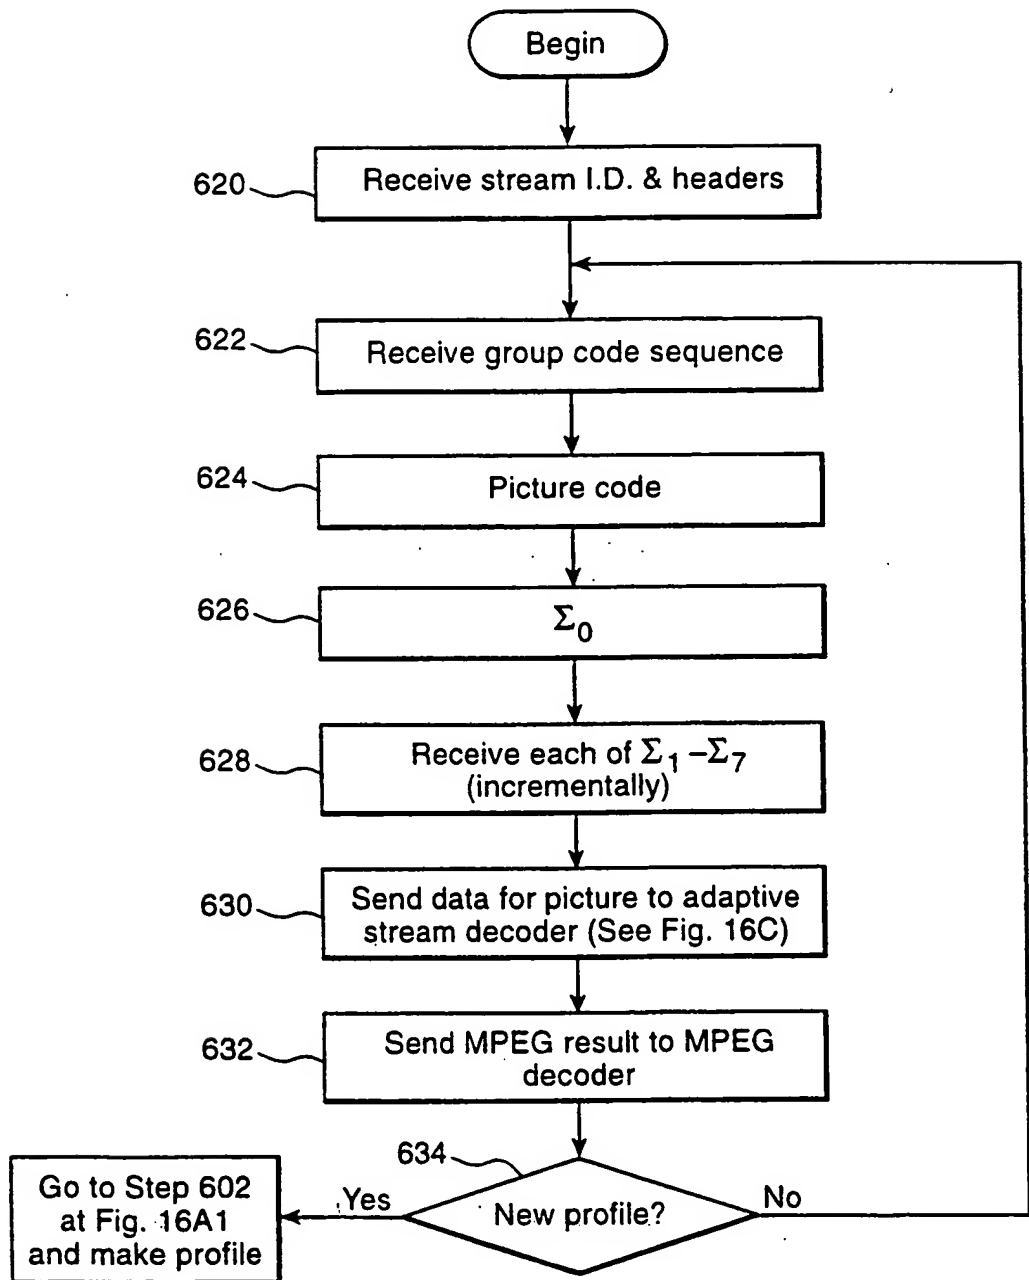 Begin
620
Receive stream I.D. & headers
622
Receive group code sequence
624
Picture code
626
Σ0
628
Receive each of Σ1 – Σ7
(incrementally)
630
Send data for picture to adaptive
stream decoder (See Fig. 16C)
632
Send MPEG result to MPEG
decoder
634
New profile?
Yes
No
Go to Step 602
at Fig. 16A1
and make profile